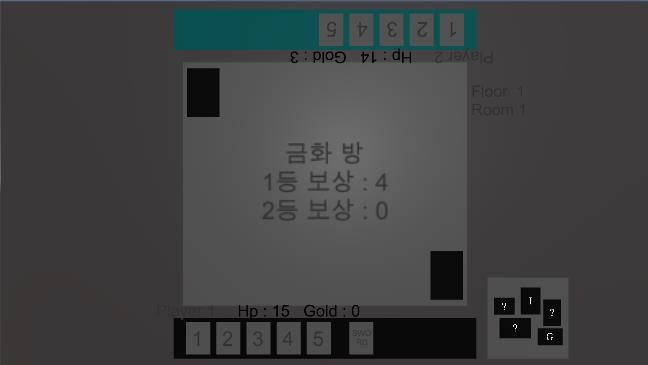 1 2 3 4 5
Player 2 Hp : 14 Gold : 3
Floor 1
Room 1
금화 방
1등 보상 : 4
2등 보상 : 0
Player 1 Hp : 15 Gold : 0
1 2 3 4 5 SWO
RD
? I ?
? G